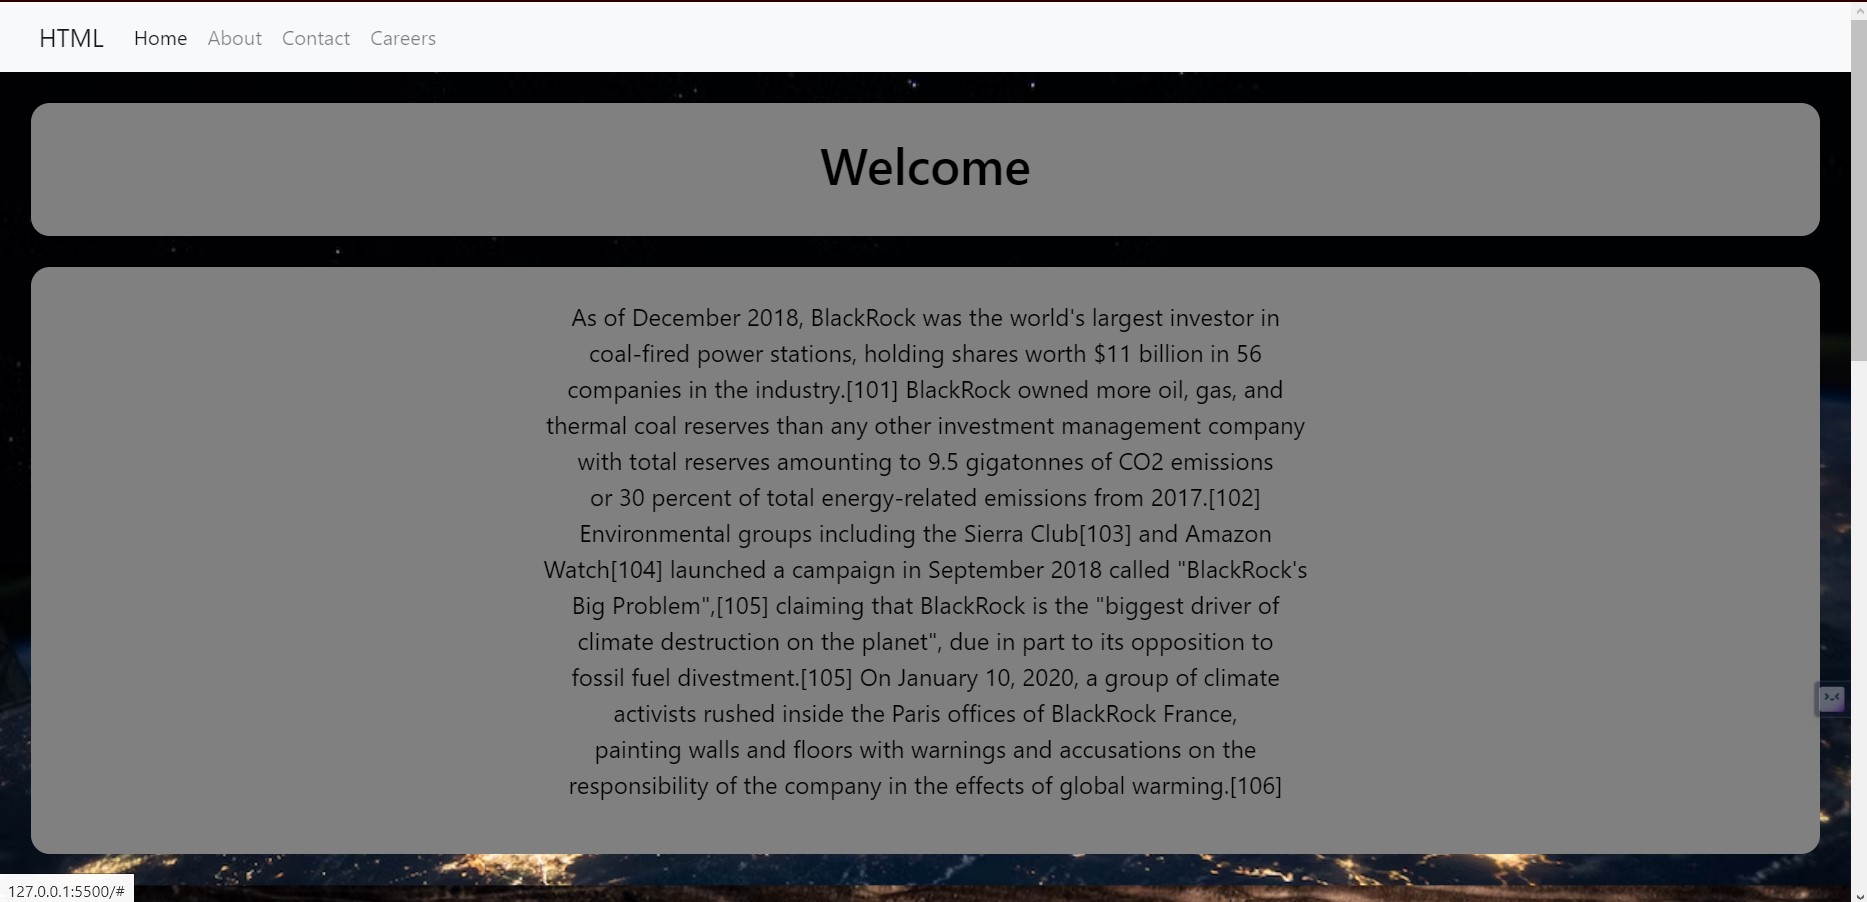 HTML Home About Contact Careers
Welcome
As of December 2018, BlackRock was the world's largest investor in
coal-fired power stations, holding shares worth $11 billion in 56
companies in the industry.[101] BlackRock owned more oil, gas, and
thermal coal reserves than any other investment management company
with total reserves amounting to 9.5 gigatonnes of CO2 emissions
or 30 percent of total energy-related emissions from 2017.[102]
Environmental groups including the Sierra Club[103] and Amazon
Watch[104] launched a campaign in September 2018 called "BlackRock's
Big Problem",[105] claiming that BlackRock is the "biggest driver of
climate destruction on the planet", due in part to its opposition to
fossil fuel divestment.[105] On January 10, 2020, a group of climate
activists rushed inside the Paris offices of BlackRock France,
painting walls and floors with warnings and accusations on the
responsibility of the company in the effects of global warming.[106]
127.0.0.1:5500/#